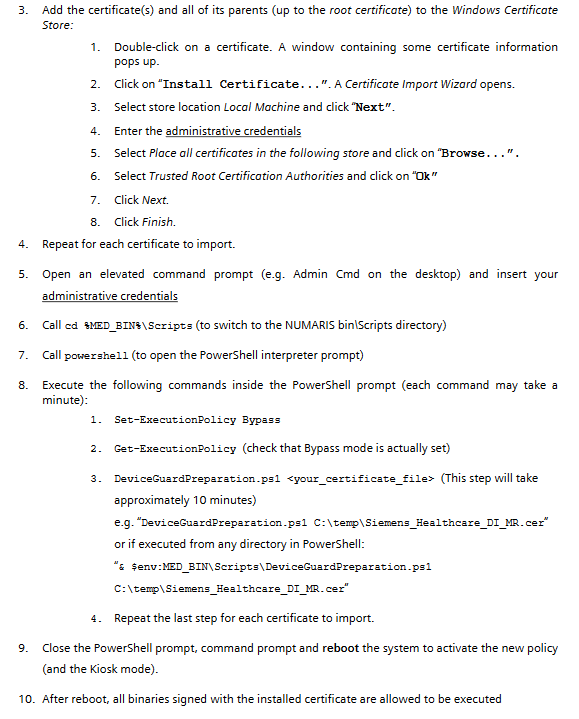 3. Add the certificate(s) and all of its parents (up to the root certificate) to the Windows Certificate
Store:
1. Double-click on a certificate. A window containing some certificate information
pops up.
2. Click on "Install Certificate...". A Certificate Import Wizard opens.
3. Select store location Local Machine and click "Next".
4. Enter the administrative credentials
5. Select Place all certificates in the following store and click on "Browse...".
6. Select Trusted Root Certification Authorities and click on "Ok"
7. Click Next.
8. Click Finish.
4. Repeat for each certificate to import.
5. Open an elevated command prompt (e.g. Admin Cmd on the desktop) and insert your
administrative credentials
6. Call cd %MED_BIN%\Scripts (to switch to the NUMARIS bin\Scripts directory)
7. Call powershell (to open the PowerShell interpreter prompt)
8. Execute the following commands inside the PowerShell prompt (each command may take a
minute):
1. Set-ExecutionPolicy Bypass
2. Get-ExecutionPolicy (check that Bypass mode is actually set)
3. DeviceGuardPreparation.ps1 <your_certificate_file> (This step will take
approximately 10 minutes)
e.g. "DeviceGuardPreparation.ps1 C:\temp\Siemens_Healthcare_DI_MR.cer"
or if executed from any directory in PowerShell:
"& $env:MED_BIN\Scripts\DeviceGuardPreparation.ps1
C:\temp\Siemens_Healthcare_DI_MR.cer"
4. Repeat the last step for each certificate to import.
9. Close the PowerShell prompt, command prompt and reboot the system to activate the new policy
(and the Kiosk mode).
10. After reboot, all binaries signed with the installed certificate are allowed to be executed